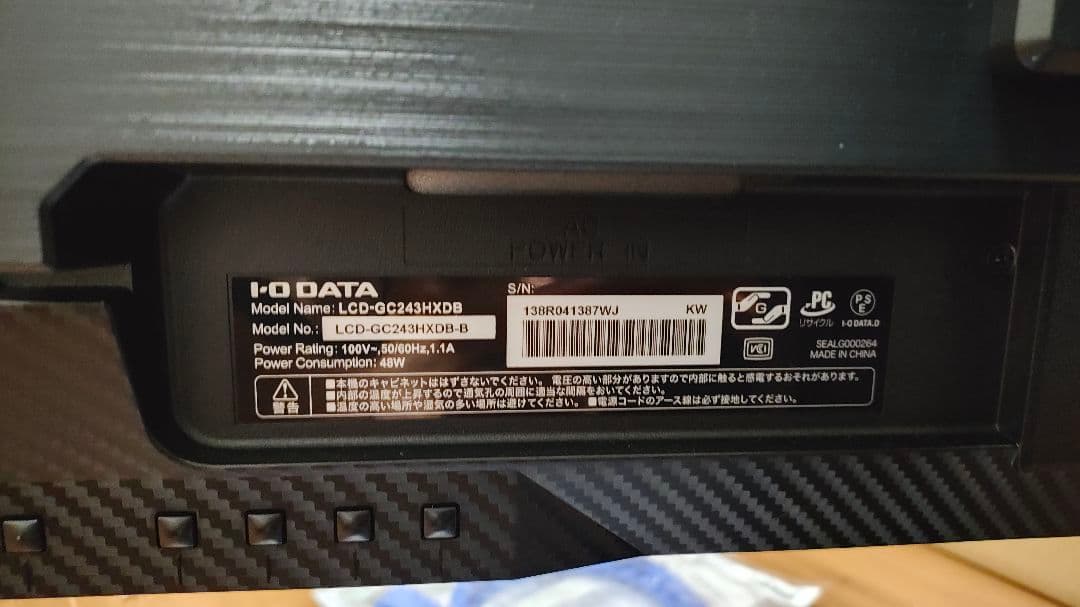 AC
POWER IN
I-O DATA
Model Name: LCD-GC243HXDB
Model No.: LCD-GC243HXDB-B
Power Rating: 100V~,50/60Hz,1.1A
Power Consumption: 48W
S/N:
138R041387WJ KW
G
PC
リサイクル
PSE
I-O DATA.D
VCCI
SEALG000264
MADE IN CHINA
警告
■本機のキャビネットははずさないでください。 電圧の高い部分がありますので内部に触ると感電するおそれがあります。
■内部の温度が上昇するので通気孔の周囲に適当な間隔をおいてください。
■温度の高い場所や湿気の多い場所は避けてください。 ■電源コードのアース線は必ず接地してください。